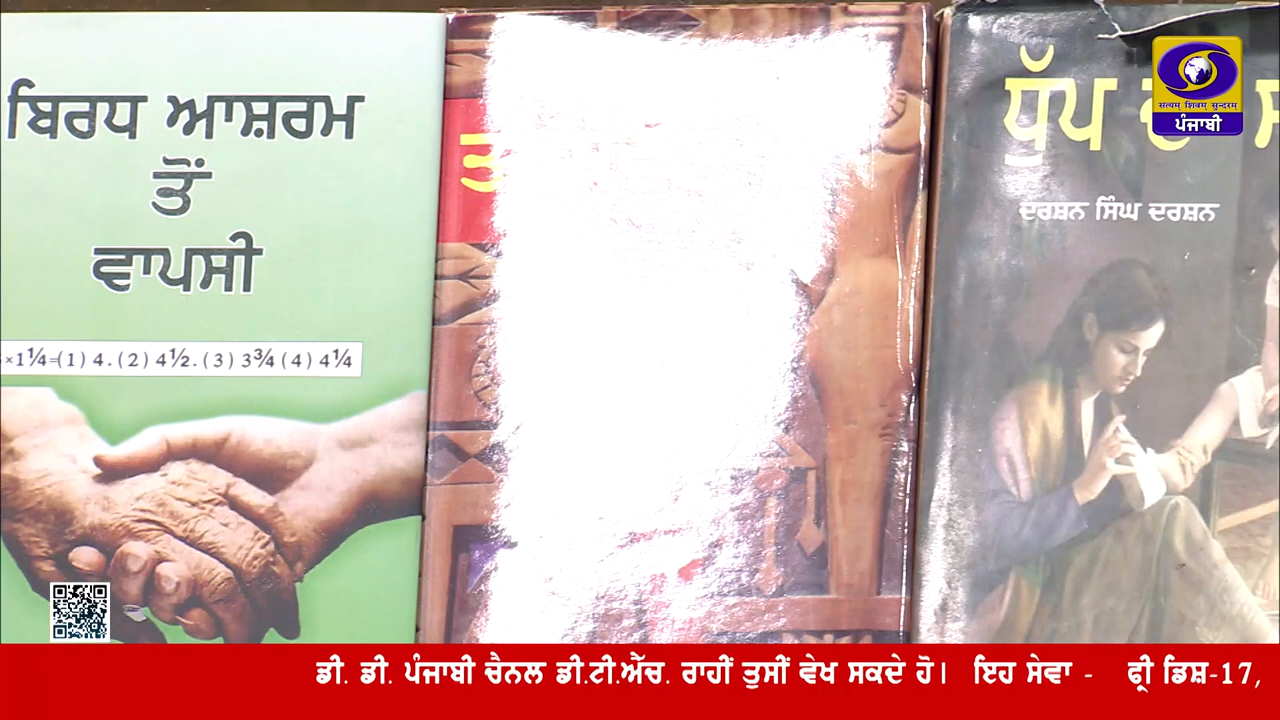 ਬਿਰਧ ਆਸ਼ਰਮ
ਤੋਂ
ਵਾਪਸੀ
×1¼=(1) 4.(2) 4½.(3) 3¾ (4) 4¼
ਧੁੱਪ
ਦਰਸ਼ਨ ਸਿੰਘ ਦਰਸ਼ਨ
सत्यम् शिवम् सुन्दरम्
ਪੰਜਾਬੀ
ਡੀ. ਡੀ. ਪੰਜਾਬੀ ਚੈਨਲ ਡੀ.ਟੀ.ਐੱਚ. ਰਾਹੀਂ ਤੁਸੀਂ ਵੇਖ ਸਕਦੇ ਹੋ। ਇਹ ਸੇਵਾ - ਫ੍ਰੀ ਡਿਸ਼-17,